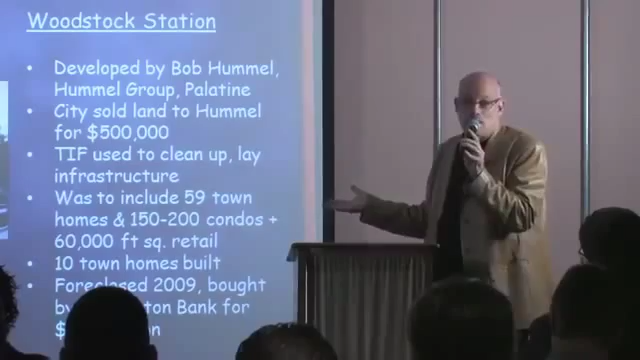 Woodstock Station
• Developed by Bob Hummel,
Hummel Group, Palatine
• City sold land to Hummel
for $500,000
• TIF used to clean up, lay
infrastructure
• Was to include 59 town
homes & 150-200 condos +
60,000 ft sq. retail
• 10 town homes built
• Foreclosed 2009, bought
Bank for